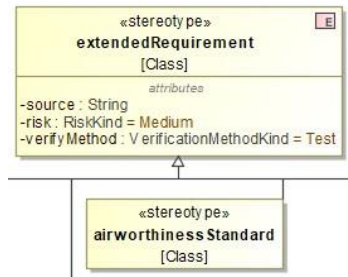 «stereotype»
E
extendedRequirement
[Class]
attributes
-source : String
-risk : RiskKind = Medium
-verifyMethod : VerificationMethodKind = Test
«stereotype»
airworthinessStandard
[Class]